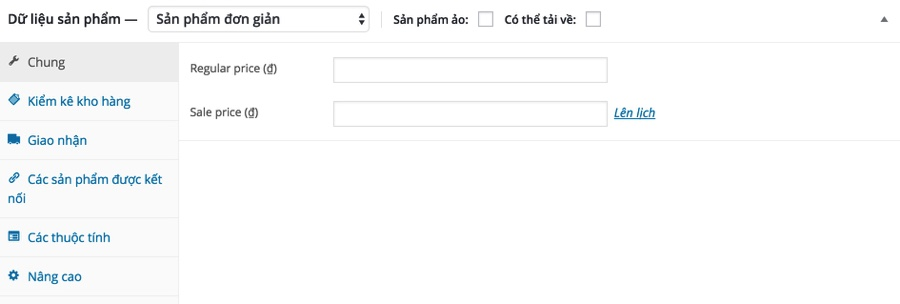 Dữ liệu sản phẩm — Sản phẩm đơn giản Sản phẩm ảo: Có thể tải về:
Chung
Regular price (₫)
Kiểm kê kho hàng
Sale price (₫) Lên lịch
Giao nhận
Các sản phẩm được kết
nối
Các thuộc tính
Nâng cao